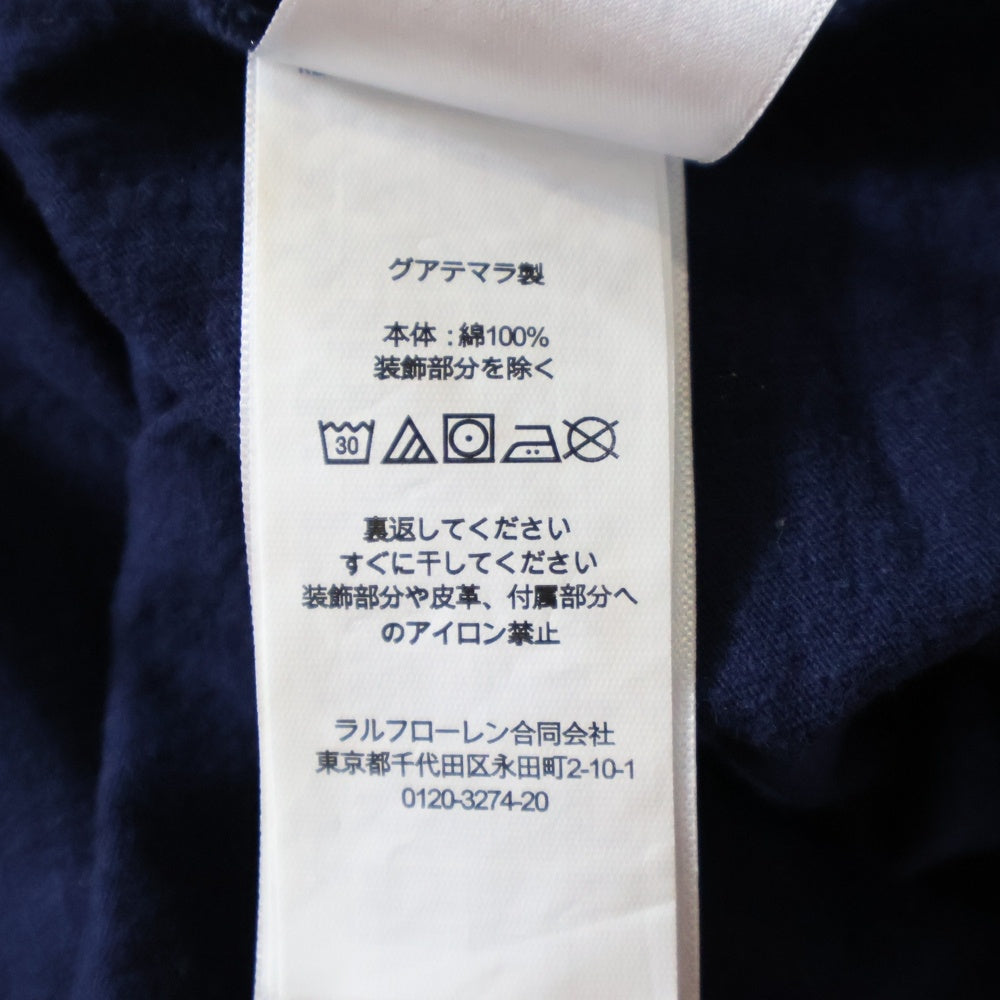 グアテマラ製
本体:綿100%
装飾部分を除く
30
裏返してください
すぐに干してください
装飾部分や皮革、付属部分へ
のアイロン禁止
ラルフローレン合同会社
東京都千代田区永田町2-10-1
0120-3274-20